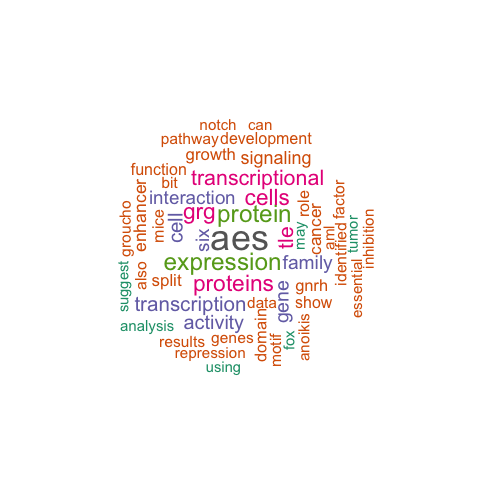 notch can
pathway development
growth signaling
function
bit transcriptional
interaction cells
enhancer
groucho
mice
cell
grg protein
role
factor
cancer
six aes tle
may
aml
identified
tumor
inhibition
expression family
suggest
also
split proteins
gene
gnrh
essential
transcription data show
analysis activity
domain
motif
fox
anoikis
results genes
repression
using